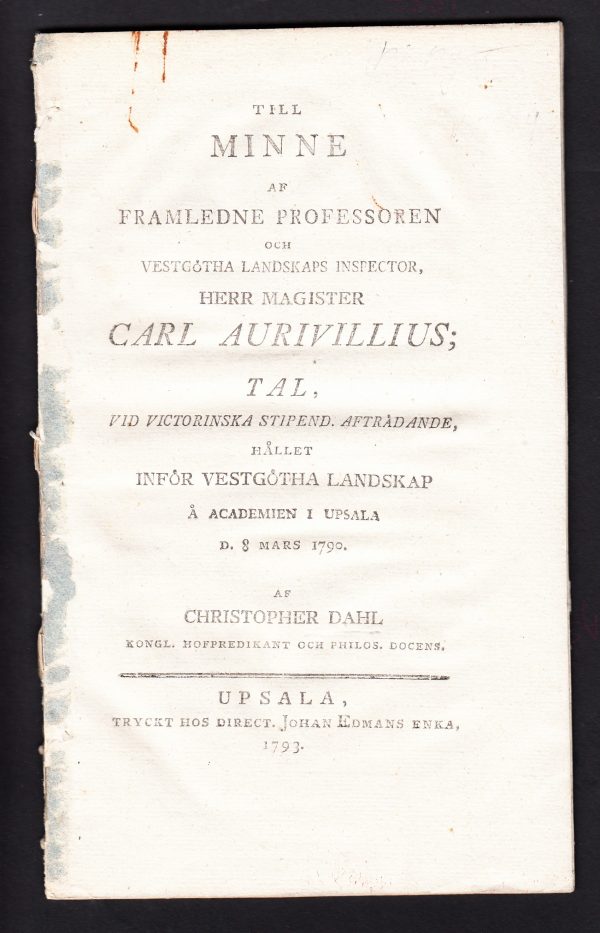 TILL
MINNE
AF
FRAMLEDNE PROFESSOREN
OCH
VESTGÖTHA LANDSKAPS INSPECTOR,
HERR MAGISTER
CARL AURIVILLIUS;
TAL,
VID VICTORINSKA STIPEND. AFTRÄDANDE,
HÅLLET
INFÖR VESTGÖTHA LANDSKAP
Å ACADEMIEN I UPSALA
D. 8 MARS 1790.
AF
CHRISTOPHER DAHL
KONGL. HOFPREDIKANT OCH PHILOS. DOCENS.
UPSALA,
TRYCKT HOS DIRECT. JOHAN EDMANS ENKA,
1793.